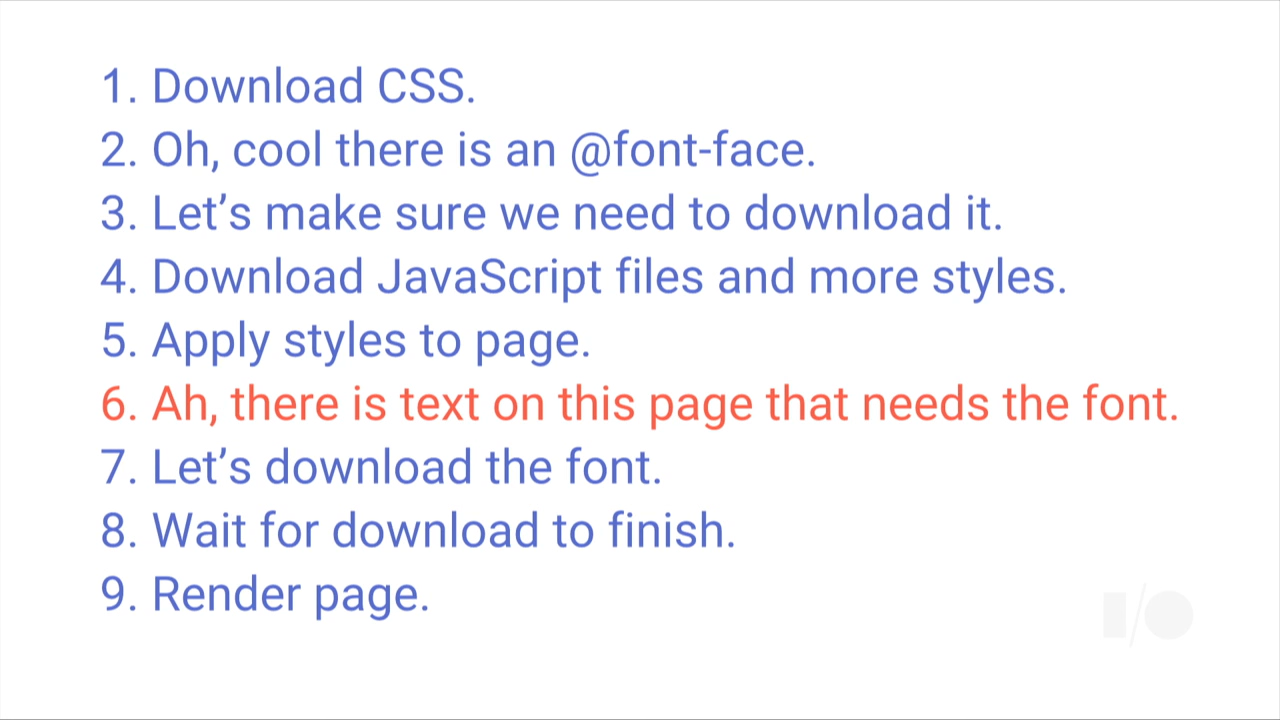 1. Download CSS.
2. Oh, cool there is an @font-face.
3. Let’s make sure we need to download it.
4. Download JavaScript files and more styles.
5. Apply styles to page.
6. Ah, there is text on this page that needs the font.
7. Let’s download the font.
8. Wait for download to finish.
9. Render page.
I/O